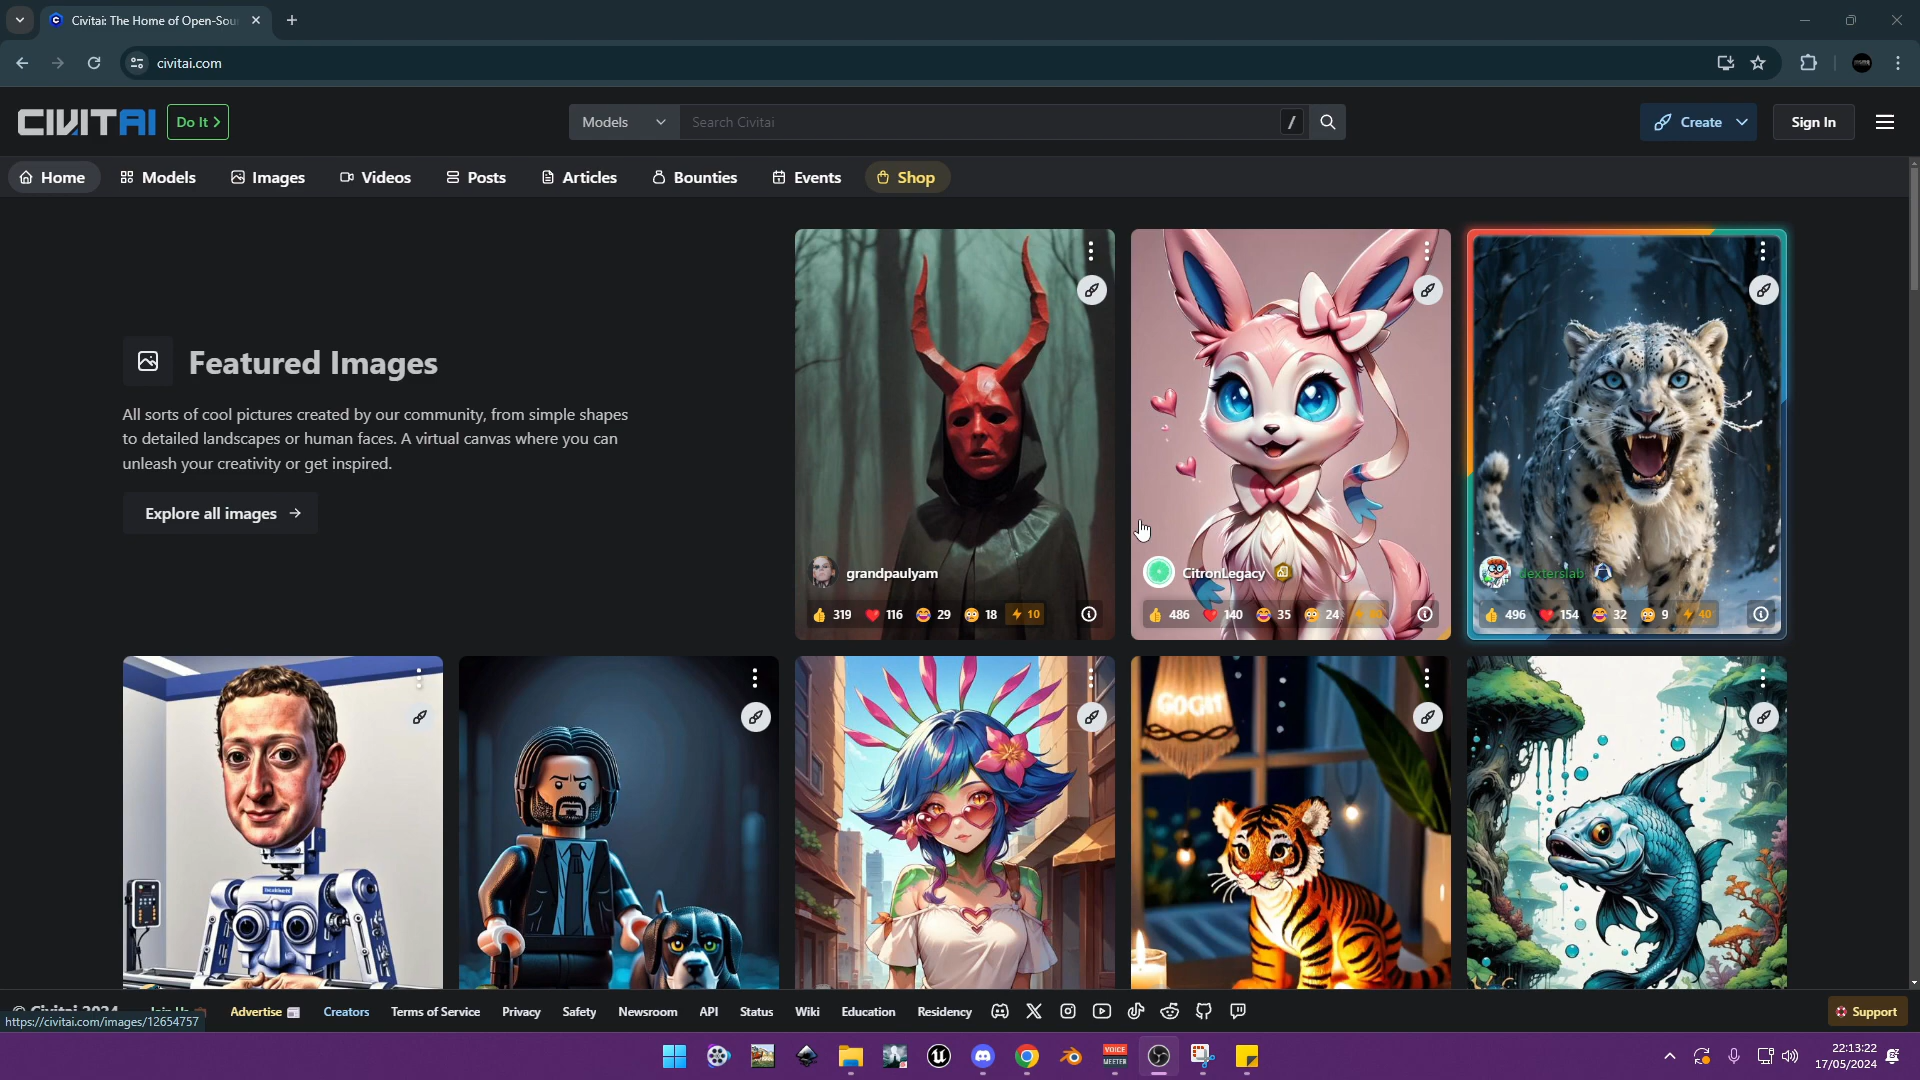 Civitai: The Home of Open-Sou
civitai.com
CIVITAI
Do It >
Models
Search Civitai
/
Create
Sign In
Home
Models
Images
Videos
Posts
Articles
Bounties
Events
Shop
Featured Images
All sorts of cool pictures created by our community, from simple shapes
to detailed landscapes or human faces. A virtual canvas where you can
unleash your creativity or get inspired.
Explore all images
grandpaulyam
319 116 29 18 10
CitronLegacy
486 140 35 24
dexterslab
496 154 32 9 40
GOGH
Advertise
Creators
Terms of Service
Privacy
Safety
Newsroom
API
Status
Wiki
Education
Residency
Support
https://civitai.com/images/12654757
VOICE
MEETER
22:13:22
17/05/2024